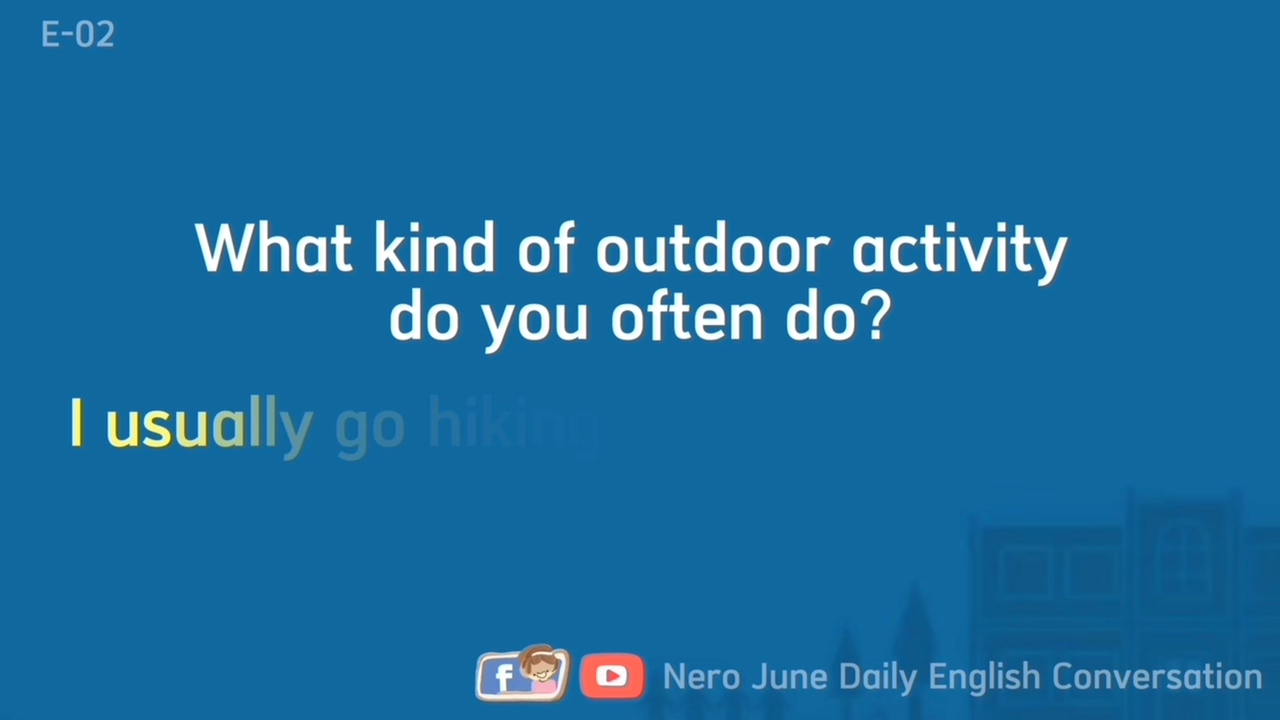 E-02
What kind of outdoor activity
do you often do?
I usually go hiking
Nero June Daily English Conversation